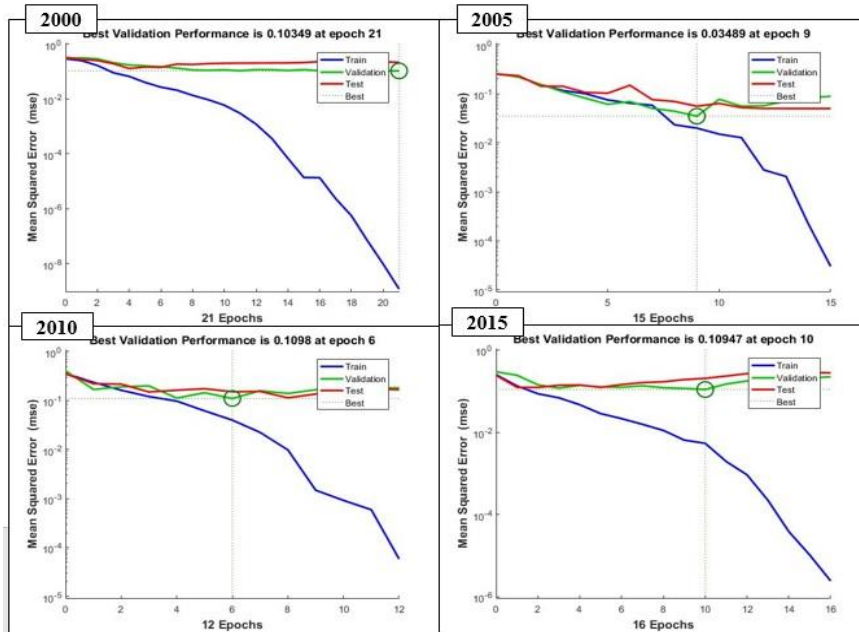 2000
Best Validation Performance is 0.10349 at epoch 21
Mean Squared Error (mse)
10^0
10^-2
10^-4
10^-6
10^-8
Train
Validation
Test
Best
0 2 4 6 8 10 12 14 16 18 20
21 Epochs
2005
Best Validation Performance is 0.03489 at epoch 9
Mean Squared Error (mse)
10^0
10^-1
10^-2
10^-3
10^-4
10^-5
Train
Validation
Test
Best
0 5 10 15
15 Epochs
2010
Best Validation Performance is 0.1098 at epoch 6
Mean Squared Error (mse)
10^0
10^-1
10^-2
10^-3
10^-4
10^-5
Train
Validation
Test
Best
0 2 4 6 8 10 12
12 Epochs
2015
Best Validation Performance is 0.10947 at epoch 10
Mean Squared Error (mse)
10^0
10^-2
10^-4
10^-6
Train
Validation
Test
Best
0 2 4 6 8 10 12 14 16
16 Epochs